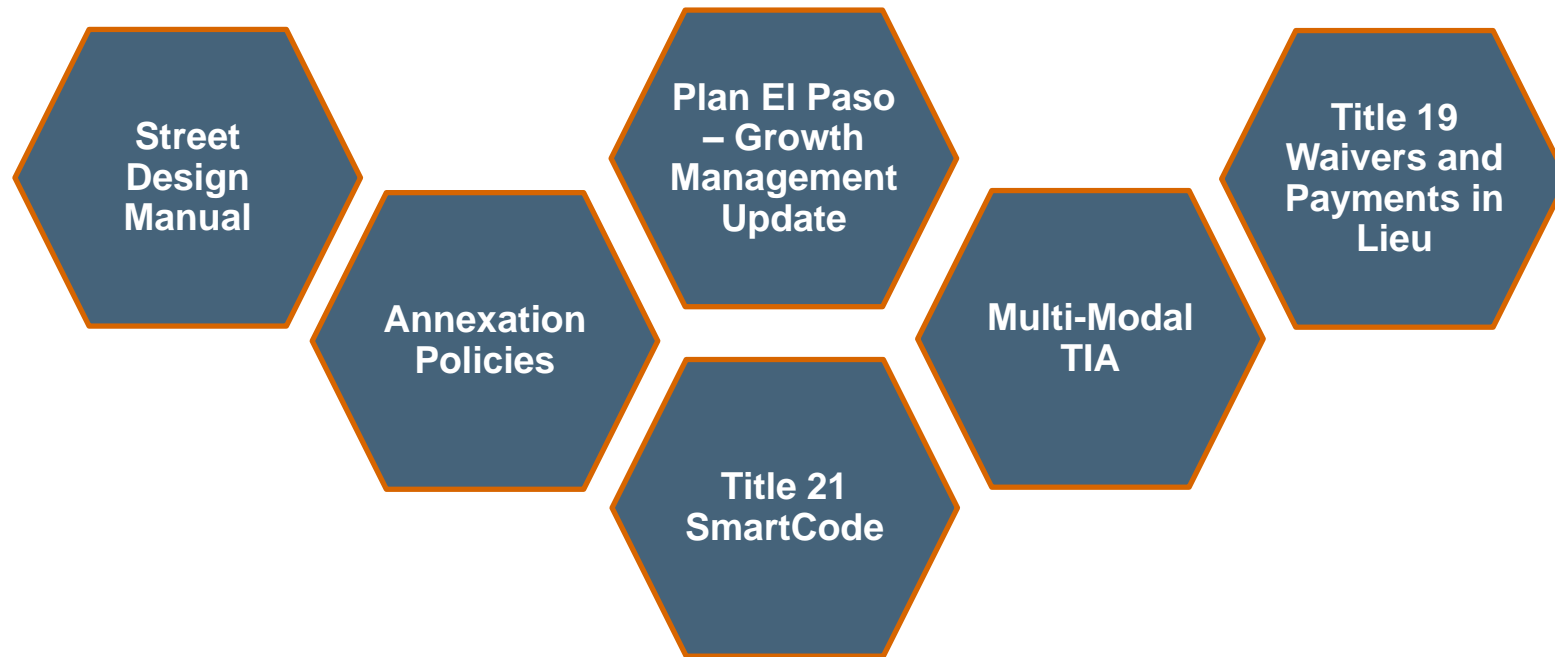 Street
Design
Manual
Annexation
Policies
Plan El Paso
– Growth
Management
Update
Title 21
SmartCode
Multi-Modal
TIA
Title 19
Waivers and
Payments in
Lieu